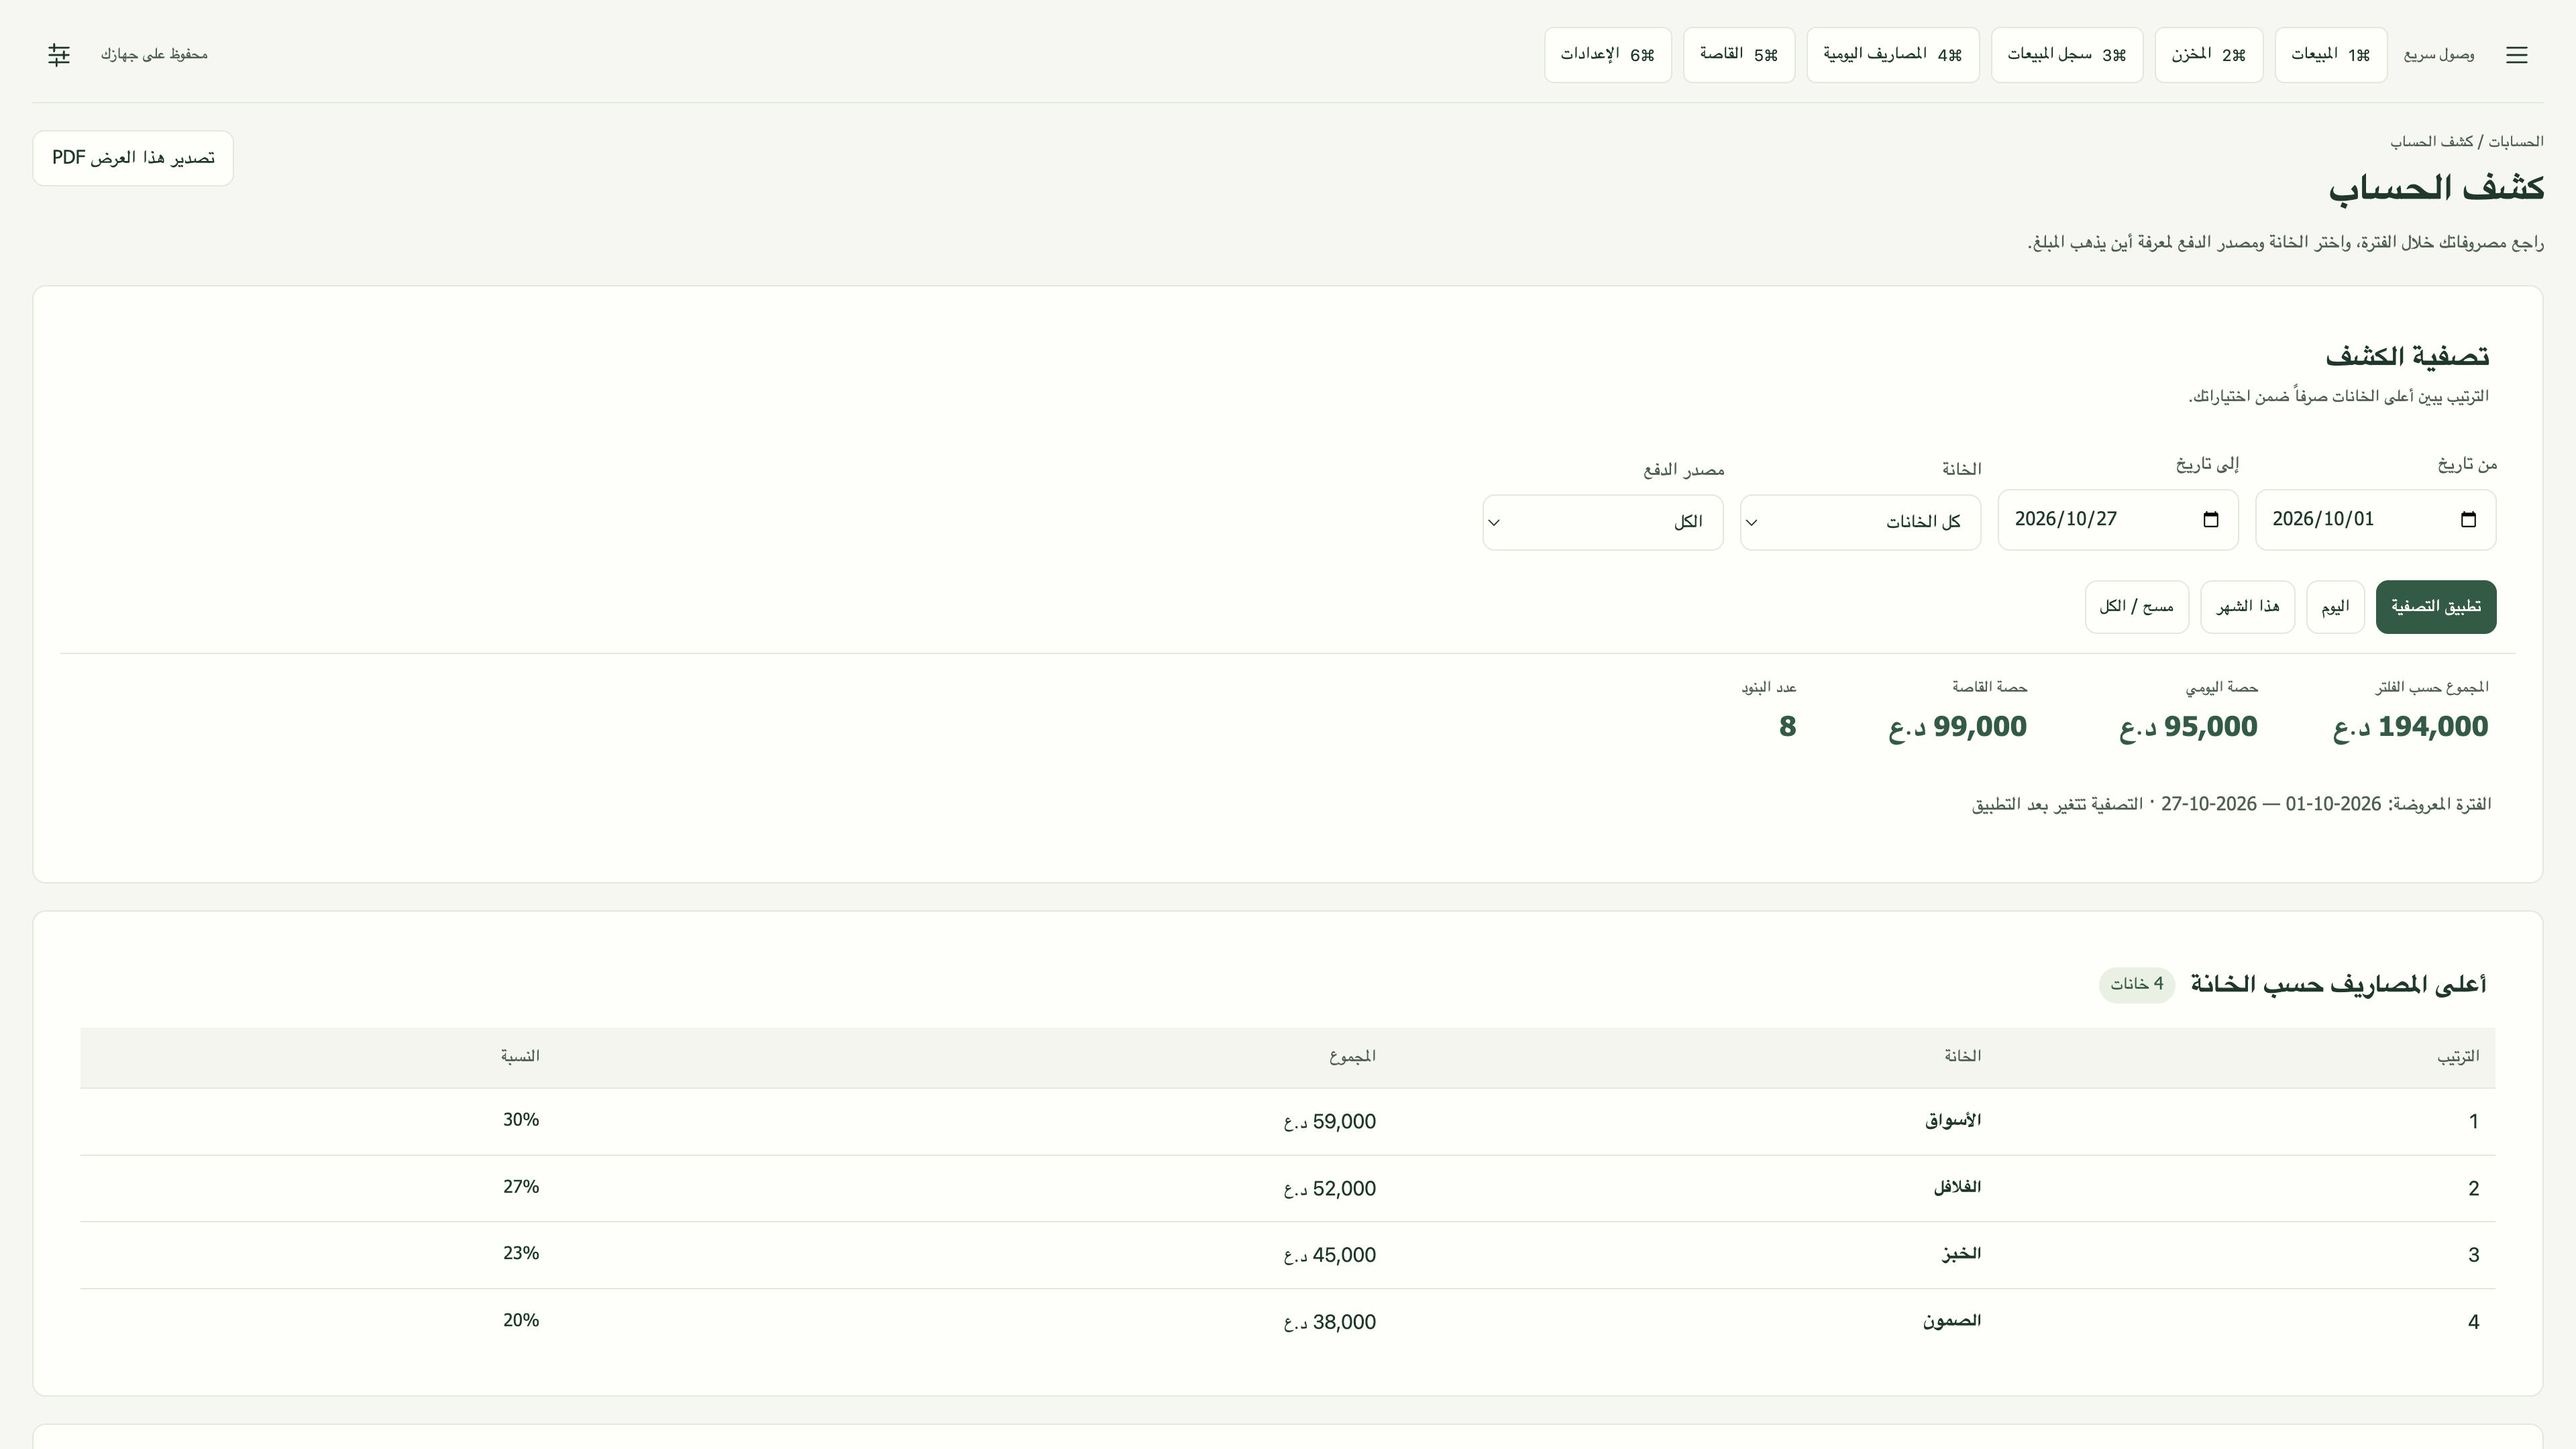 وصول سريع
⌘1 المبيعات
⌘2 المخزن
⌘3 سجل المبيعات
⌘4 المصاريف اليومية
⌘5 القاصة
⌘6 الإعدادات
محفوظ على جهازك
الحسابات / كشف الحساب
كشف الحساب
راجع مصروفاتك خلال الفترة، واختر الخانة ومصدر الدفع لمعرفة أين يذهب المبلغ.
تصدير هذا العرض PDF
تصفية الكشف
الترتيب يبين أعلى الخانات صرفاً ضمن اختياراتك.
من تاريخ
2026/10/01
إلى تاريخ
2026/10/27
الخانة
كل الخانات
مصدر الدفع
الكل
تطبيق التصفية
اليوم
هذا الشهر
مسح / الكل
المجموع حسب الفلتر
194,000 د.ع
حصة اليومي
95,000 د.ع
حصة القاصة
99,000 د.ع
عدد البنود
8
الفترة المعروضة: 2026-10-01 — 2026-10-27 · التصفية تتغير بعد التطبيق
أعلى المصاريف حسب الخانة 4 خانات
الترتيب الخانة المجموع النسبة
1 الأسواق 59,000 د.ع 30%
2 الفلافل 52,000 د.ع 27%
3 الخبز 45,000 د.ع 23%
4 الصمون 38,000 د.ع 20%